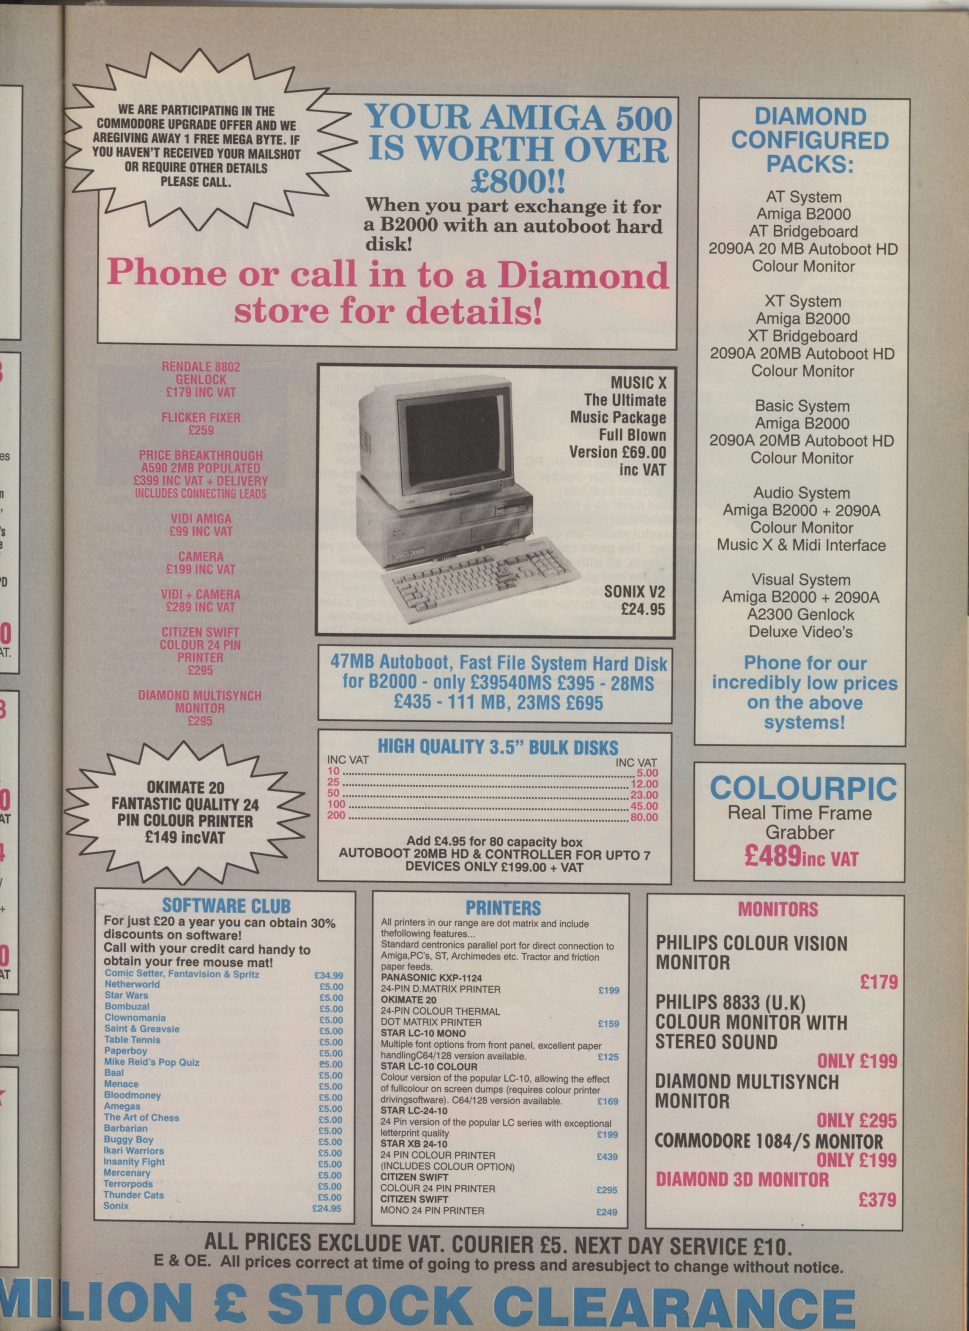 WE ARE PARTICIPATING IN THE
COMMODORE UPGRADE OFFER AND WE
AREGIVING AWAY 1 FREE MEGA BYTE. IF
YOU HAVEN'T RECEIVED YOUR MAILSHOT
OR REQUIRE OTHER DETAILS
PLEASE CALL.
YOUR AMIGA 500
IS WORTH OVER
£800!!
When you part exchange it for
a B2000 with an autoboot hard
disk!
Phone or call in to a Diamond
store for details!
DIAMOND
CONFIGURED
PACKS:
AT System
Amiga B2000
AT Bridgeboard
2090A 20 MB Autoboot HD
Colour Monitor
XT System
Amiga B2000
XT Bridgeboard
2090A 20MB Autoboot HD
Colour Monitor
Basic System
Amiga B2000
2090A 20MB Autoboot HD
Colour Monitor
Audio System
Amiga B2000 + 2090A
Colour Monitor
Music X & Midi Interface
Visual System
Amiga B2000 + 2090A
A2300 Genlock
Deluxe Video's
Phone for our
incredibly low prices
on the above
systems!
RENDALE 8802
GENLOCK
£179 INC VAT
FLICKER FIXER
£259
PRICE BREAKTHROUGH
A590 2MB POPULATED
£399 INC VAT + DELIVERY
INCLUDES CONNECTING LEADS
VIDI AMIGA
£99 INC VAT
CAMERA
£199 INC VAT
VIDI + CAMERA
£289 INC VAT
CITIZEN SWIFT
COLOUR 24 PIN
PRINTER
£295
DIAMOND MULTISYNCH
MONITOR
£295
MUSIC X
The Ultimate
Music Package
Full Blown
Version £69.00
inc VAT
SONIX V2
£24.95
47MB Autoboot, Fast File System Hard Disk
for B2000 - only £39540MS £395 - 28MS
£435 - 111 MB, 23MS £695
HIGH QUALITY 3.5” BULK DISKS
INC VAT INC VAT
10 ........ 5.00
25 ........ 12.00
50 ........ 23.00
100 ........ 45.00
200 ........ 80.00
Add £4.95 for 80 capacity box
AUTOBOOT 20MB HD & CONTROLLER FOR UPTO 7
DEVICES ONLY £199.00 + VAT
OKIMATE 20
FANTASTIC QUALITY 24
PIN COLOUR PRINTER
£149 incVAT
COLOURPIC
Real Time Frame
Grabber
£489inc VAT
SOFTWARE CLUB
For just £20 a year you can obtain 30%
discounts on software!
Call with your credit card handy to
obtain your free mouse mat!
Comic Setter, Fantavision & Spritz £34.99
Netherworld £5.00
Star Wars £5.00
Bombuzal £5.00
Clownomania £5.00
Saint & Greavsie £5.00
Table Tennis £5.00
Paperboy £5.00
Mike Reid's Pop Quiz £5.00
Baal £5.00
Menace £5.00
Bloodmoney £5.00
Amegas £5.00
The Art of Chess £5.00
Barbarian £5.00
Buggy Boy £5.00
Ikari Warriors £5.00
Insanity Fight £5.00
Mercenary £5.00
Terrorpods £5.00
Thunder Cats £5.00
Sonix £24.95
PRINTERS
All printers in our range are dot matrix and include
thefollowing features...
Standard centronics parallel port for direct connection to
Amiga,PC's, ST, Archimedes etc. Tractor and friction
paper feeds.
PANASONIC KXP-1124
24-PIN D.MATRIX PRINTER £199
OKIMATE 20
24-PIN COLOUR THERMAL
DOT MATRIX PRINTER £159
STAR LC-10 MONO
Multiple font options from front panel, excellent paper
handlingC64/128 version available. £125
STAR LC-10 COLOUR
Colour version of the popular LC-10, allowing the effect
of fullcolour on screen dumps (requires colour printer
drivingsoftware). C64/128 version available. £169
STAR LC-24-10
24 Pin version of the popular LC series with exceptional
letterprint quality £199
STAR XB 24-10
24 PIN COLOUR PRINTER £439
(INCLUDES COLOUR OPTION)
CITIZEN SWIFT
COLOUR 24 PIN PRINTER £295
CITIZEN SWIFT
MONO 24 PIN PRINTER £249
MONITORS
PHILIPS COLOUR VISION
MONITOR
£179
PHILIPS 8833 (U.K)
COLOUR MONITOR WITH
STEREO SOUND
ONLY £199
DIAMOND MULTISYNCH
MONITOR
ONLY £295
COMMODORE 1084/S MONITOR
ONLY £199
DIAMOND 3D MONITOR
£379
ALL PRICES EXCLUDE VAT. COURIER £5. NEXT DAY SERVICE £10.
E & OE. All prices correct at time of going to press and aresubject to change without notice.
MILION £ STOCK CLEARANCE